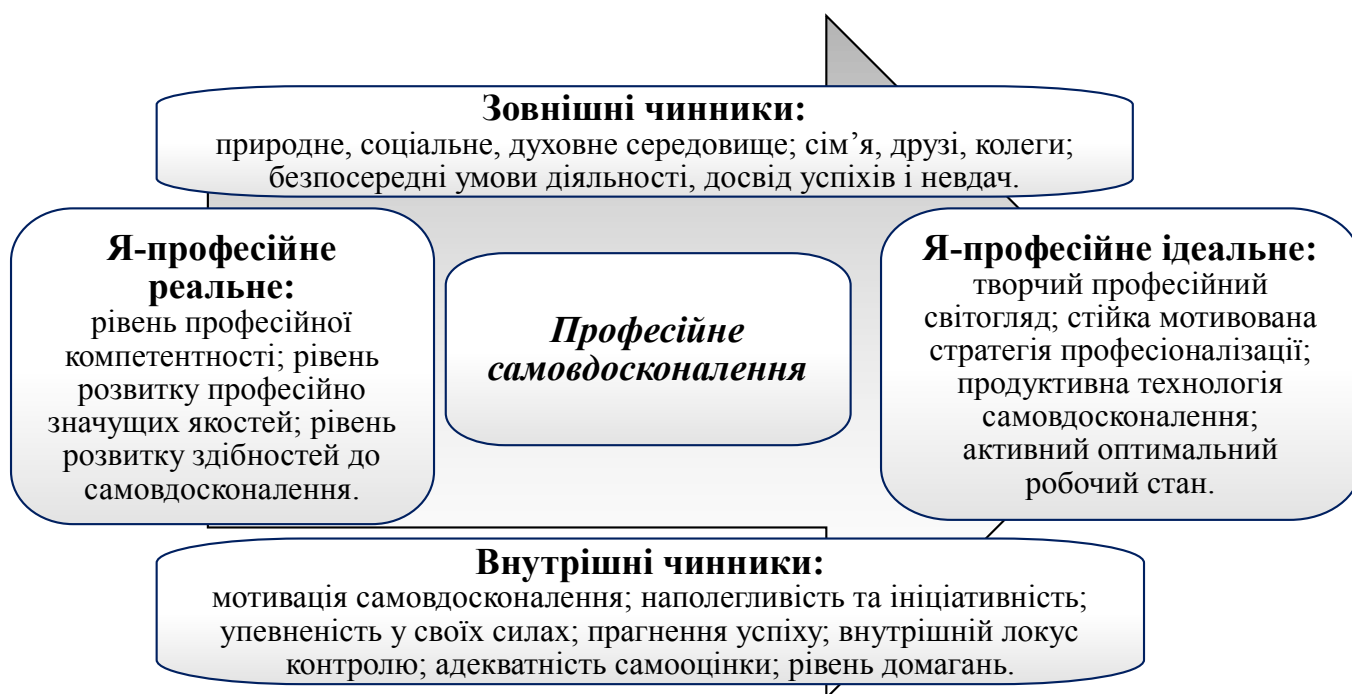 Зовнішні чинники:
природне, соціальне, духовне середовище; сім’я, друзі, колеги;
безпосередні умови діяльності, досвід успіхів і невдач.
Я-професійне
реальне:
рівень професійної
компетентності; рівень
розвитку професійно
значущих якостей; рівень
розвитку здібностей до
самовдосконалення.
Професійне
самовдосконалення
Я-професійне ідеальне:
творчий професійний
світогляд; стійка мотивована
стратегія професіоналізації;
продуктивна технологія
самовдосконалення;
активний оптимальний
робочий стан.
Внутрішні чинники:
мотивація самовдосконалення; наполегливість та ініціативність;
упевненість у своїх силах; прагнення успіху; внутрішній локус
контролю; адекватність самооцінки; рівень домагань.